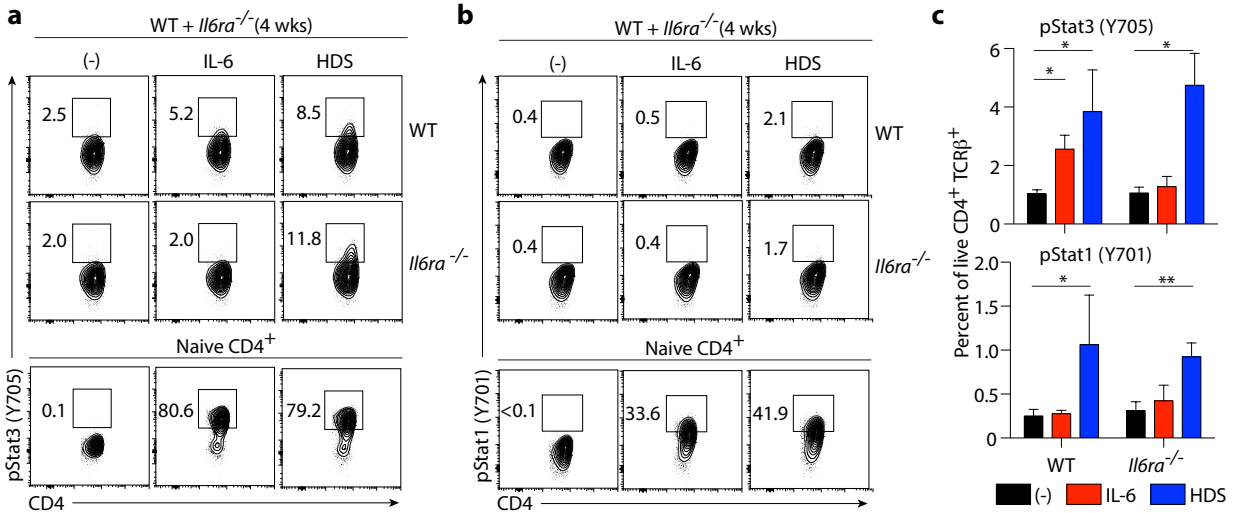 a
WT + Il6ra⁻/⁻ (4 wks)
(-) IL-6 HDS
2.5 5.2 8.5 WT
2.0 2.0 11.8 Il6ra⁻/⁻
Naive CD4⁺
0.1 80.6 79.2
pStat3 (Y705)
CD4
b
WT + Il6ra⁻/⁻ (4 wks)
(-) IL-6 HDS
0.4 0.5 2.1 WT
0.4 0.4 1.7 Il6ra⁻/⁻
Naive CD4⁺
<0.1 33.6 41.9
pStat1 (Y701)
CD4
c
pStat3 (Y705)
6
4
2
0
* * *
pStat1 (Y701)
2.0
1.5
1.0
0.5
0
* **
Percent of live CD4⁺ TCRβ⁺
WT Il6ra⁻/⁻
(-) IL-6 HDS